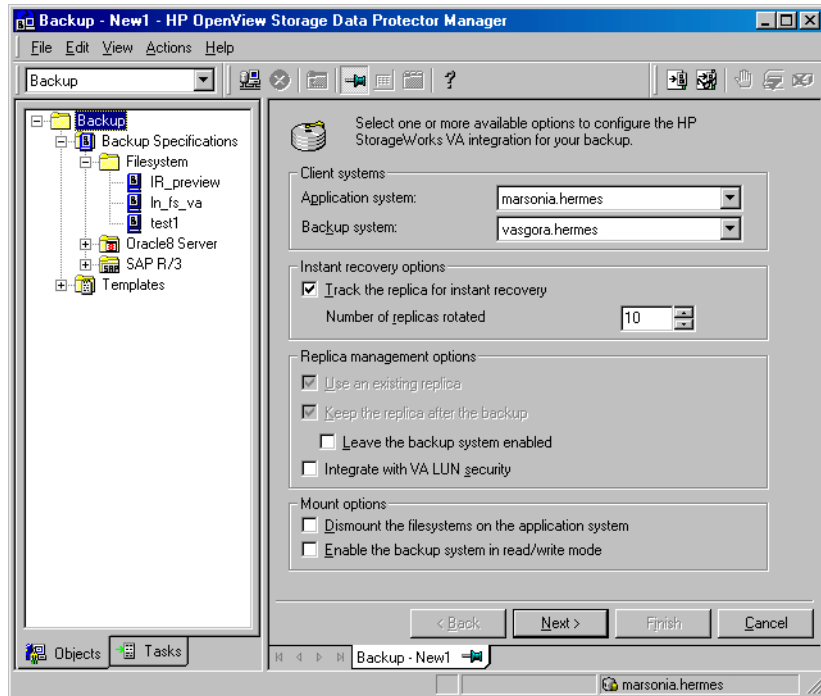 Backup - New1 - HP OpenView Storage Data Protector Manager
File Edit View Actions Help
Backup
Backup
Backup Specifications
Filesystem
IR_preview
ln_fs_va
test1
Oracle8 Server
SAP R/3
Templates
Objects
Tasks
Select one or more available options to configure the HP
StorageWorks VA integration for your backup.
Client systems
Application system: marsonia.hermes
Backup system: vasgora.hermes
Instant recovery options
Track the replica for instant recovery
Number of replicas rotated 10
Replica management options
Use an existing replica
Keep the replica after the backup
Leave the backup system enabled
Integrate with VA LUN security
Mount options
Dismount the filesystems on the application system
Enable the backup system in read/write mode
< Back Next > Finish Cancel
Backup - New1
marsonia.hermes